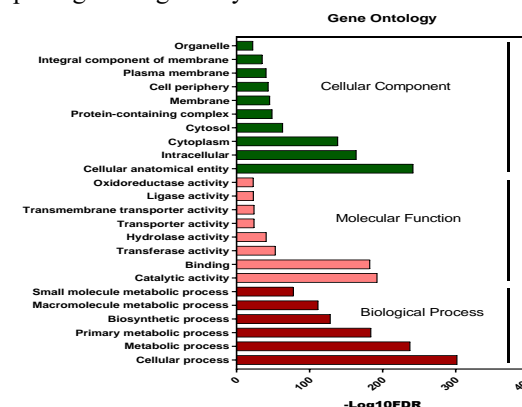 Gene Ontology
Organelle
Integral component of membrane
Plasma membrane
Cell periphery
Membrane
Protein-containing complex
Cytosol
Cytoplasm
Intracellular
Cellular anatomical entity
Cellular Component
Oxidoreductase activity
Ligase activity
Transmembrane transporter activity
Transporter activity
Hydrolase activity
Transferase activity
Binding
Catalytic activity
Molecular Function
Small molecule metabolic process
Macromolecule metabolic process
Biosynthetic process
Primary metabolic process
Metabolic process
Cellular process
Biological Process
0 100 200 300
-Log10FDR